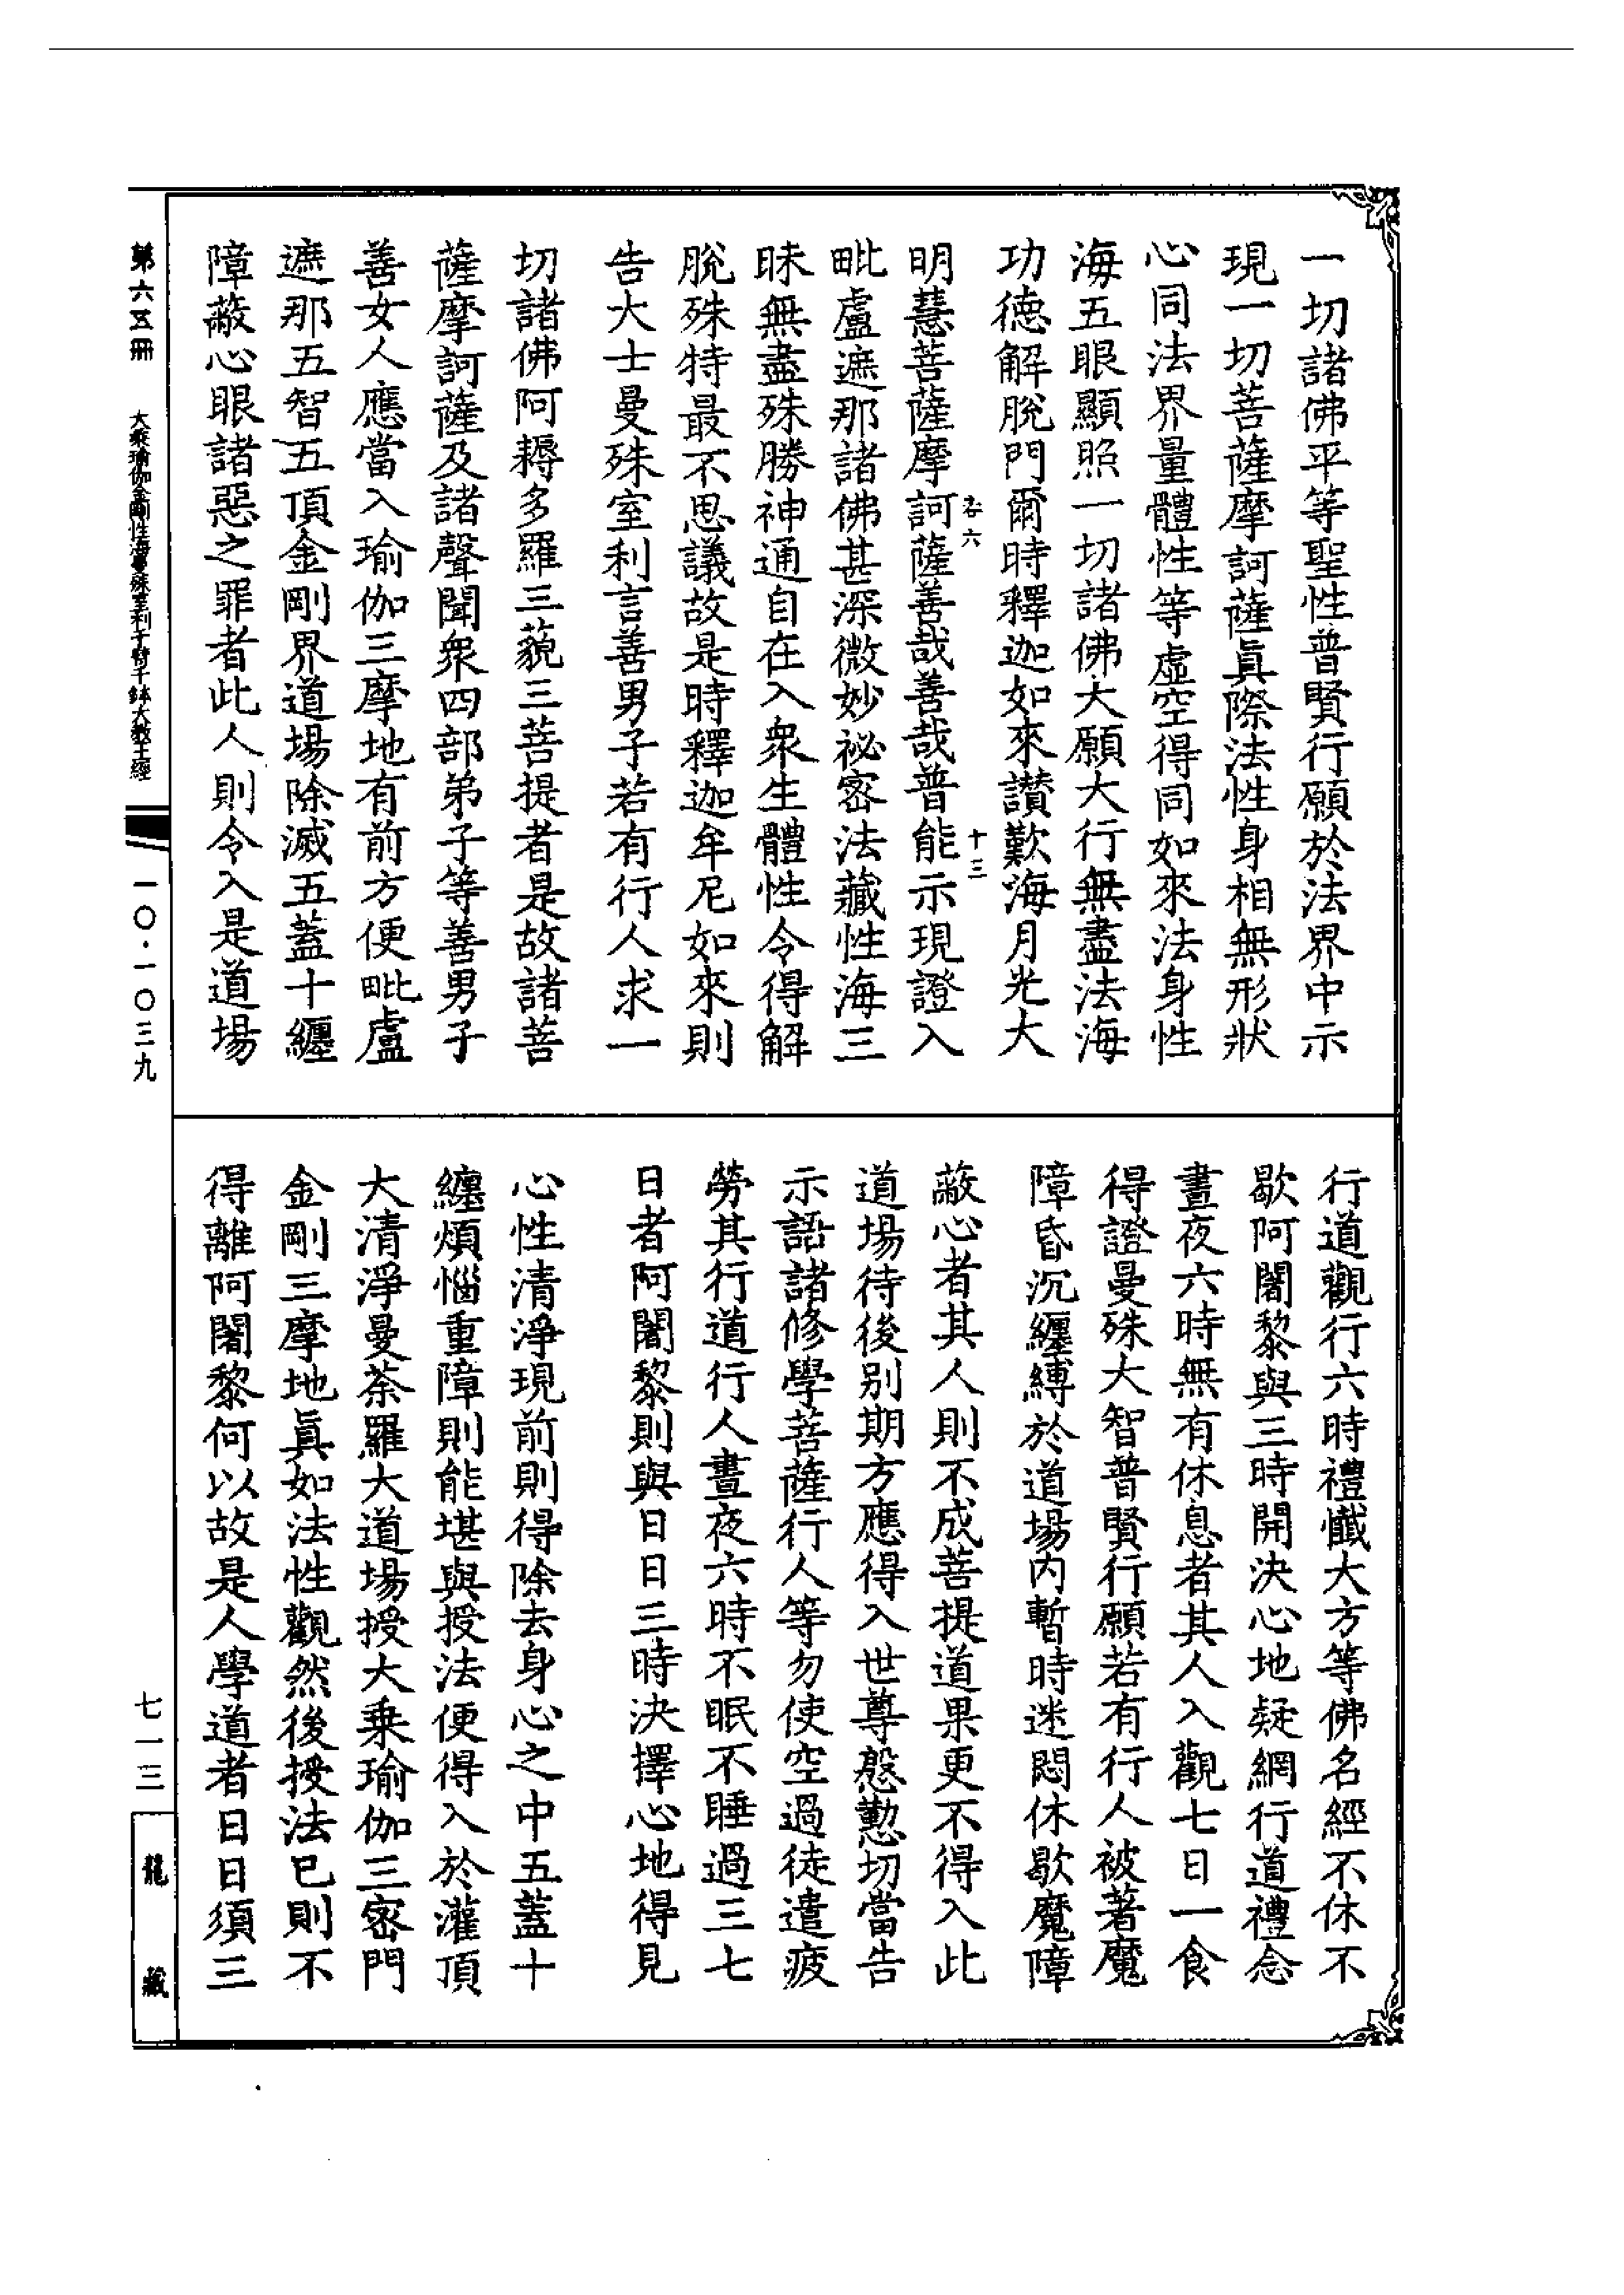 一切諸佛平等聖性普賢行願於法界中示
現一切菩薩摩訶薩眞際法性身相無形狀
心同法界量體性等虛空得同如來法身性
海五眼顯照一切諸佛大願大行無盡法海
功德解脫門爾時釋迦如來讃歎海月光大
卷六 十三
明慧菩薩摩訶薩善哉善哉普能示現證入
毗盧遮那諸佛甚深微妙祕密法藏性海三
昧無盡殊勝神通自在入衆生體性令得解
脫殊特最不思議故是時釋迦牟尼如來則
告大士曼殊室利言善男子若有行人求一
切諸佛阿耨多羅三藐三菩提者是故諸菩
薩摩訶薩及諸聲聞衆四部弟子等善男子
善女人應當入瑜伽三摩地有前方便毗盧
遮那五智五頂金剛界道場除滅五蓋十纏
障蔽心眼諸惡之罪者此人則令入是道場
行道觀行六時禮懺大方等佛名經不休不
歇阿闍黎與三時開決心地疑網行道禮念
晝夜六時無有休息者其人入觀七日一食
得證曼殊大智普賢行願若有行人被著魔
障昏沉纏縛於道場內暫時迷悶休歇魔障
蔽心者其人則不成菩提道果更不得入此
道場待後別期方應得入世尊慇懃切當告
示語諸修學菩薩行人等勿使空過徒遣疲
勞其行道行人晝夜六時不眠不睡過三七
日者阿闍黎則與日日三時決擇心地得見
心性清淨現前則得除去身心之中五蓋十
纏煩惱重障則能堪與授法便得入於灌頂
大清淨曼荼羅大道場授大乘瑜伽三密門
金剛三摩地眞如法性觀然後授法已則不
得離阿闍黎何以故是人學道者日日須三
第六五冊 大乘瑜伽金剛性海曼殊室利千臂千鉢大教王經 一〇·一〇三九 七一三 龍藏